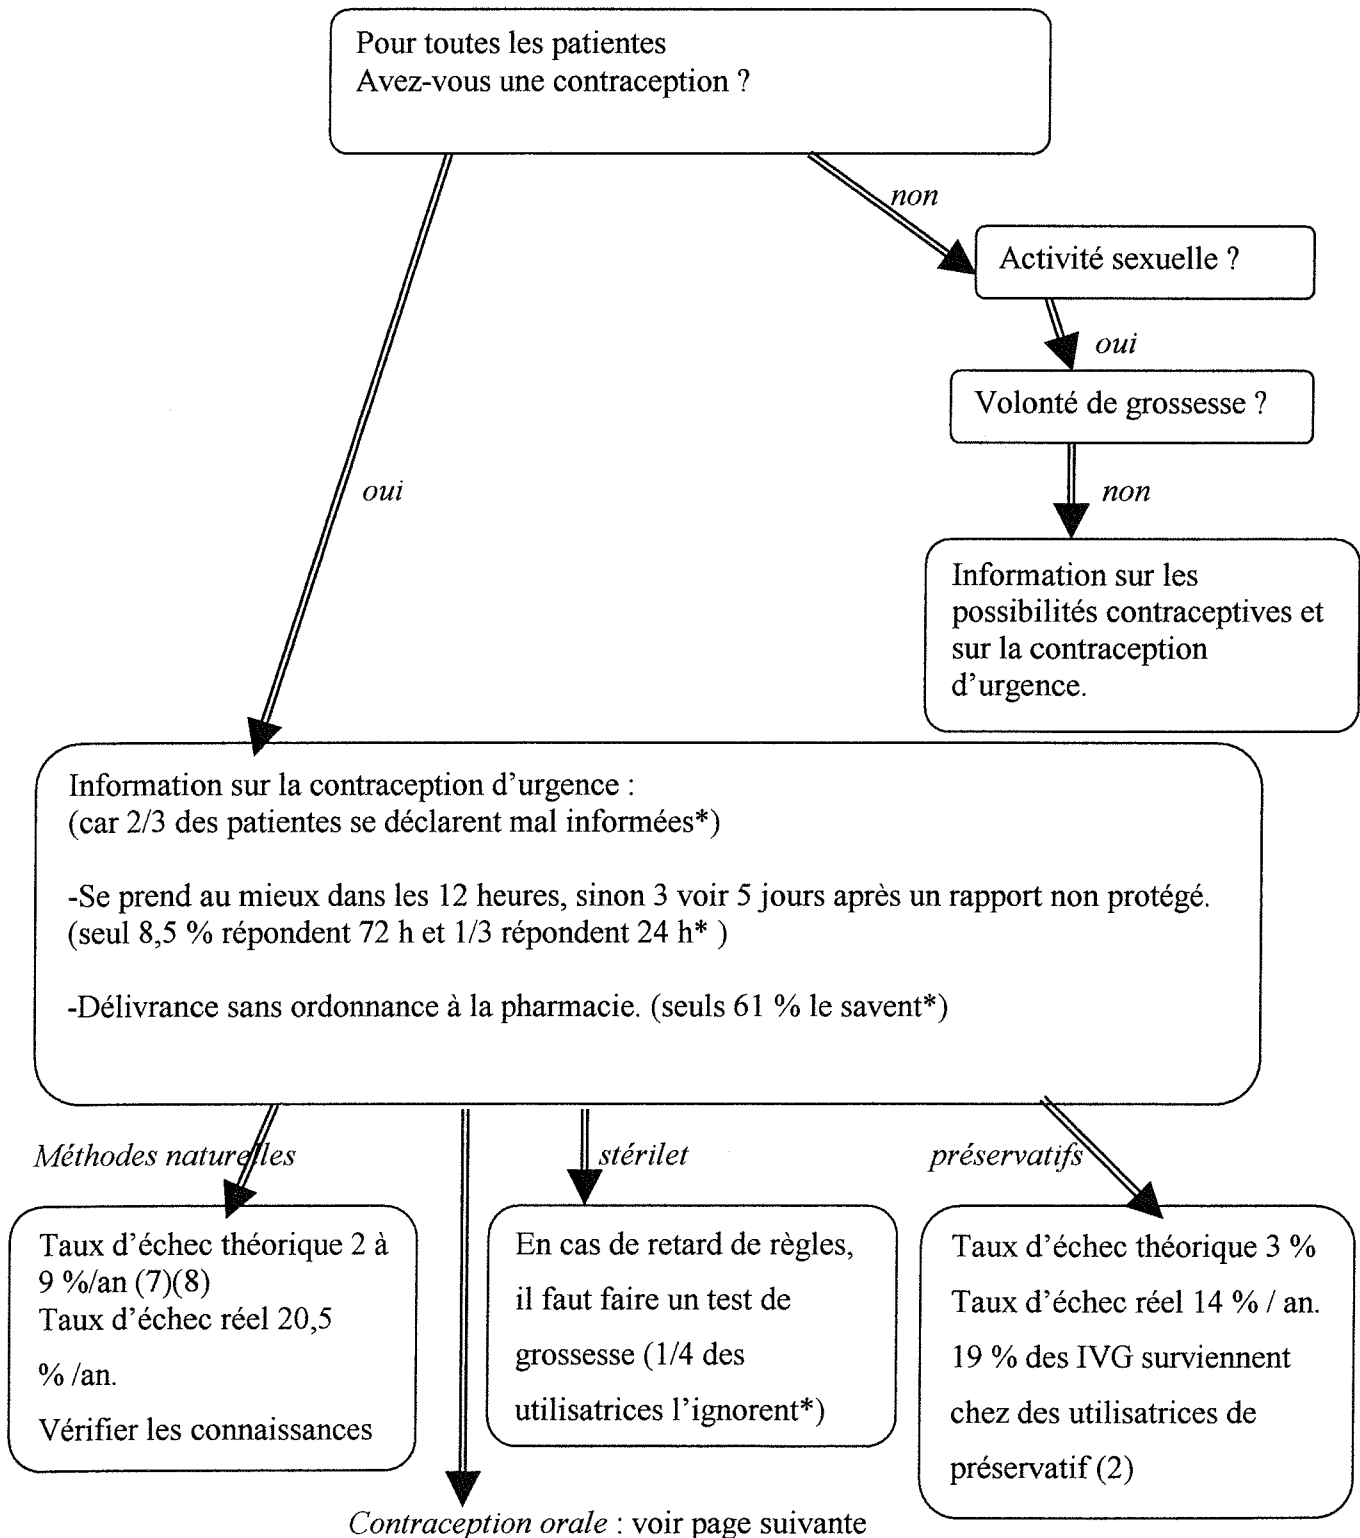 Pour toutes les patientes
Avez-vous une contraception ?
non
Activité sexuelle ?
oui
Volonté de grossesse ?
oui
non
Information sur les
possibilités contraceptives et
sur la contraception
d’urgence.
Information sur la contraception d’urgence :
(car 2/3 des patientes se déclarent mal informées*)
-Se prend au mieux dans les 12 heures, sinon 3 voir 5 jours après un rapport non protégé.
(seul 8,5 % répondent 72 h et 1/3 répondent 24 h* )
-Délivrance sans ordonnance à la pharmacie. (seuls 61 % le savent*)
Méthodes naturelles
stérilet
préservatifs
Taux d’échec théorique 2 à
9 %/an (7)(8)
Taux d’échec réel 20,5
% /an.
Vérifier les connaissances
En cas de retard de règles,
il faut faire un test de
grossesse (1/4 des
utilisatrices l’ignorent*)
Taux d’échec théorique 3 %
Taux d’échec réel 14 % / an.
19 % des IVG surviennent
chez des utilisatrices de
préservatif (2)
Contraception orale : voir page suivante